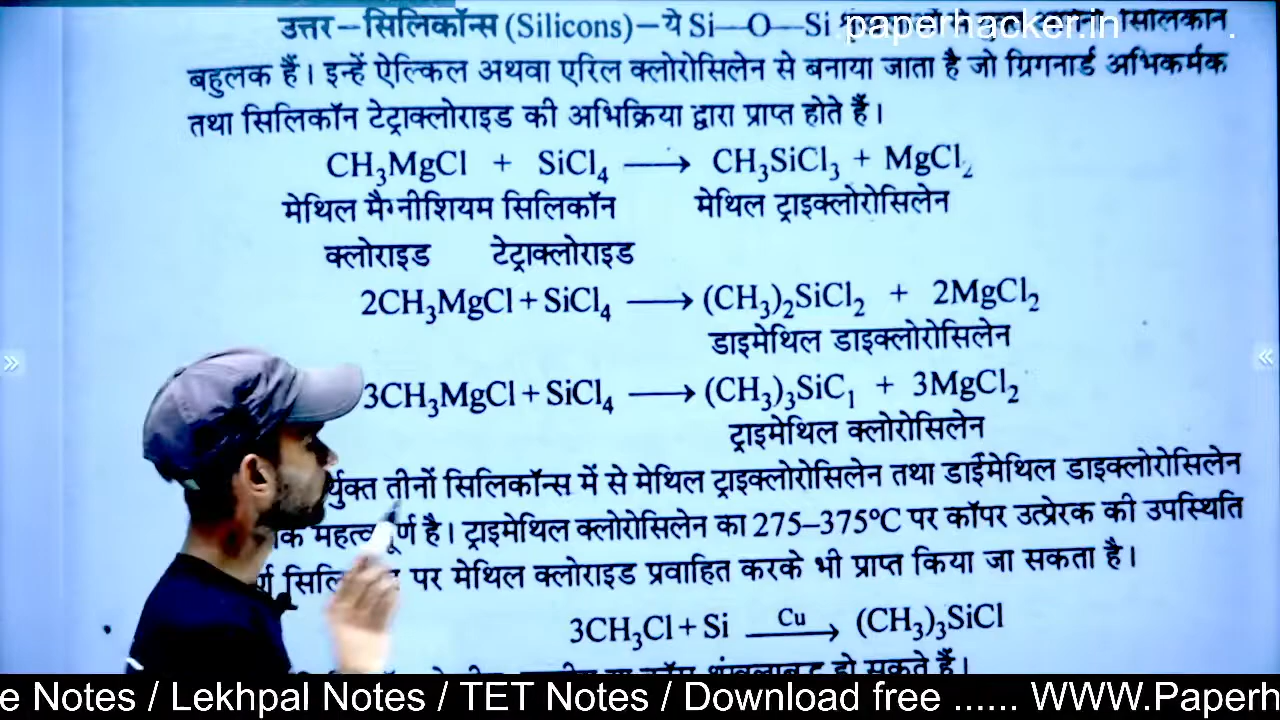 उत्तर–सिलिकॉन्स (Silicons)–ये Si—O—Si
paperhacker.in
बहुलक हैं। इन्हें ऐल्किल अथवा एरिल क्लोरोसिलेन से बनाया जाता है जो ग्रिगनार्ड अभिकर्मक
तथा सिलिकॉन टेट्राक्लोराइड की अभिक्रिया द्वारा प्राप्त होते हैं।
CH₃MgCl + SiCl₄ ⟶ CH₃SiCl₃ + MgCl₂
मेथिल मैग्नीशियम सिलिकॉन मेथिल ट्राइक्लोरोसिलेन
क्लोराइड टेट्राक्लोराइड
2CH₃MgCl + SiCl₄ ⟶ (CH₃)₂SiCl₂ + 2MgCl₂
डाइमेथिल डाइक्लोरोसिलेन
3CH₃MgCl + SiCl₄ ⟶ (CH₃)₃SiC₁ + 3MgCl₂
ट्राइमेथिल क्लोरोसिलेन
तीनों सिलिकॉन्स में से मेथिल ट्राइक्लोरोसिलेन तथा डाईमेथिल डाइक्लोरोसिलेन
है। ट्राइमेथिल क्लोरोसिलेन का 275–375°C पर कॉपर उत्प्रेरक की उपस्थिति
पर मेथिल क्लोराइड प्रवाहित करके भी प्राप्त किया जा सकता है।
3CH₃Cl + Si ⟶ (CH₃)₃SiCl
Cu
हो सकते हैं।
e Notes / Lekhpal Notes / TET Notes / Download free ...... WWW.Paperh